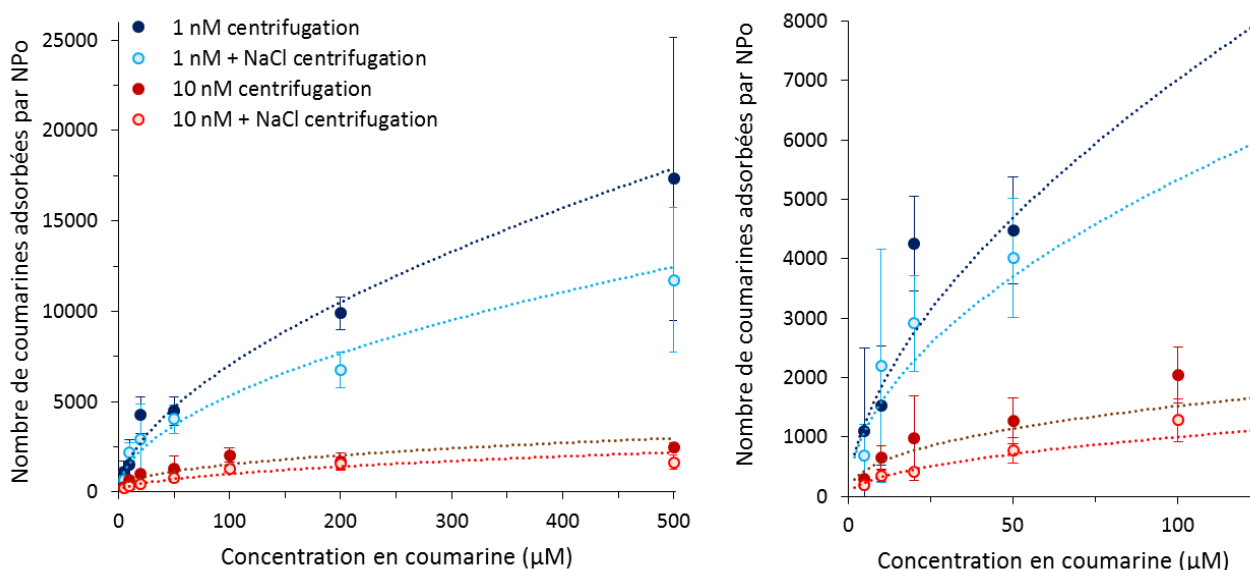 Nombre de coumarines adsorbées par NPo
25000
20000
15000
10000
5000
0
1 nM centrifugation
1 nM + NaCl centrifugation
10 nM centrifugation
10 nM + NaCl centrifugation
0 100 200 300 400 500
Concentration en coumarine (µM)
Nombre de coumarines adsorbées par NPo
8000
7000
6000
5000
4000
3000
2000
1000
0
0 50 100
Concentration en coumarine (µM)